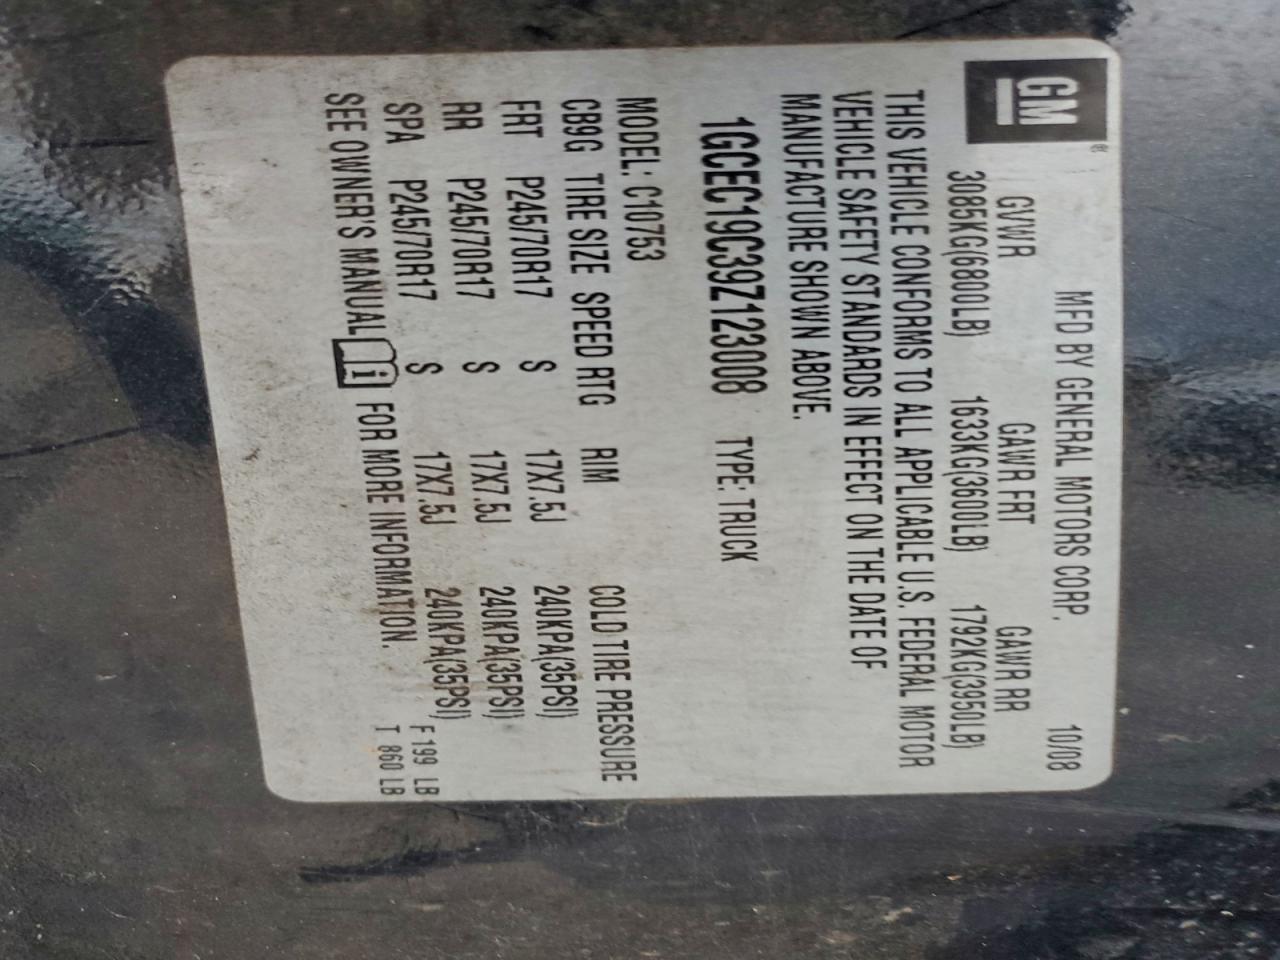 GM®
MFD BY GENERAL MOTORS CORP. 10/08
GVWR GAWR FRT GAWR RR
3085KG(6800LB) 1633KG(3600LB) 1792KG(3950LB)
THIS VEHICLE CONFORMS TO ALL APPLICABLE U.S. FEDERAL MOTOR
VEHICLE SAFETY STANDARDS IN EFFECT ON THE DATE OF
MANUFACTURE SHOWN ABOVE.
1GCEC19C39Z123008 TYPE: TRUCK
MODEL: C10753
CB9G TIRE SIZE SPEED RTG RIM COLD TIRE PRESSURE
FRT P245/70R17 S 17X7.5J 240KPA(35PSI)
RR P245/70R17 S 17X7.5J 240KPA(35PSI)
SPA P245/70R17 S 17X7.5J 240KPA(35PSI)
SEE OWNER'S MANUAL i FOR MORE INFORMATION.
F 199 LB
T 860 LB